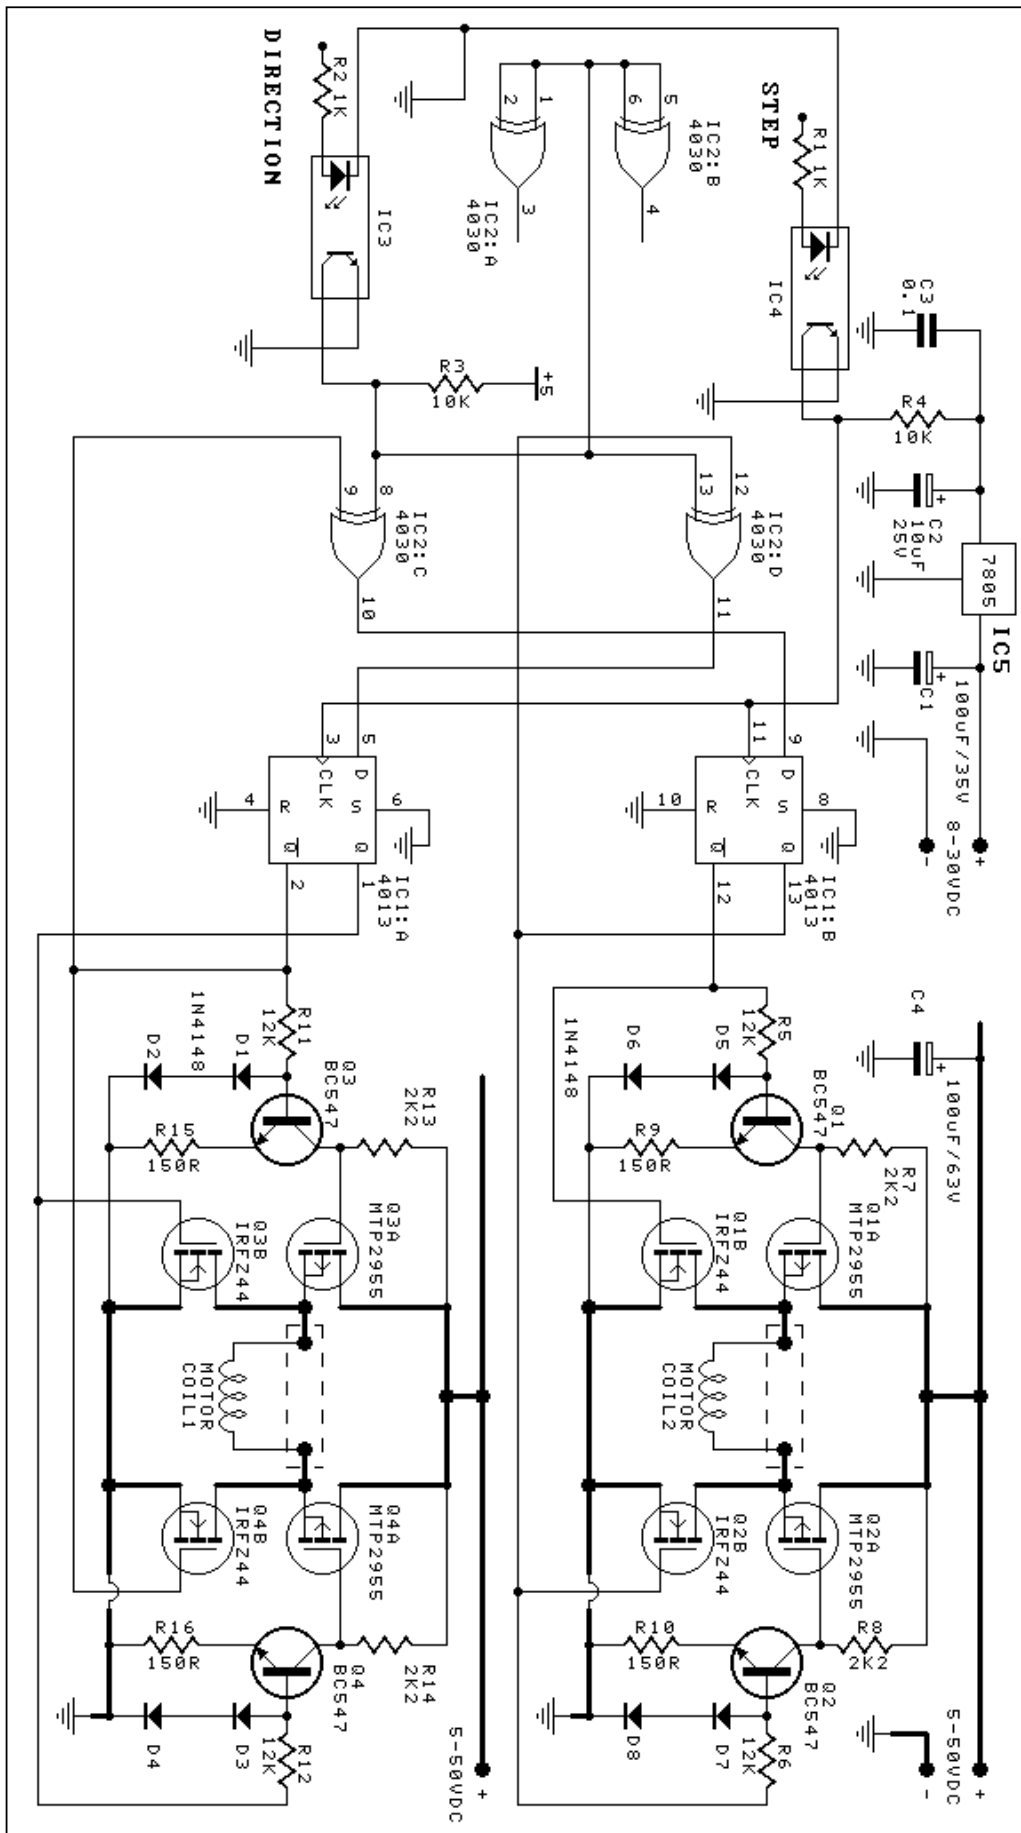 DIRECTION
R2 1K
IC3
2
1
IC2:A
4030
3
6
5
IC2:B
4030
4
STEP
R1 1K
IC4
C3
0.1
R3
10K
+5
R4
10K
C2
10uF
25V
7805
IC5
C1
100uF/35V
8-30VDC
+
-
9
8
IC2:C
4030
10
13
12
IC2:D
4030
11
3
5
CLK
D
R
S
Q
Q
4
6
2
1
IC1:A
4013
11
9
CLK
D
R
S
Q
Q
10
8
12
13
IC1:B
4013
C4
+
100uF/63V
R11
12K
1N4148
D2
D1
Q3
BC547
R13
2K2
R15
150R
Q3B
IRFZ44
Q3A
MTP2955
MOTOR
COIL1
Q4B
IRFZ44
Q4A
MTP2955
R16
150R
R14
2K2
Q4
BC547
D4
D3
R12
12K
5-50VDC
+
R5
12K
1N4148
D6
D5
Q1
BC547
R7
2K2
R9
150R
Q1B
IRFZ44
Q1A
MTP2955
MOTOR
COIL2
Q2B
IRFZ44
Q2A
MTP2955
R10
150R
R8
2K2
Q2
BC547
D8
D7
R6
12K
5-50VDC
+
-